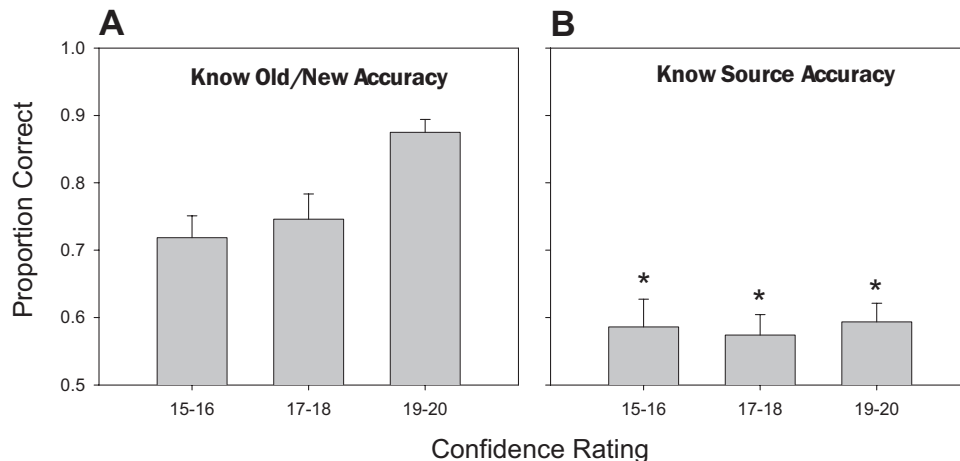 A
B
Know Old/New Accuracy
Know Source Accuracy
Proportion Correct
1.0
0.9
0.8
0.7
0.6
0.5
* * *
15-16 17-18 19-20
15-16 17-18 19-20
Confidence Rating